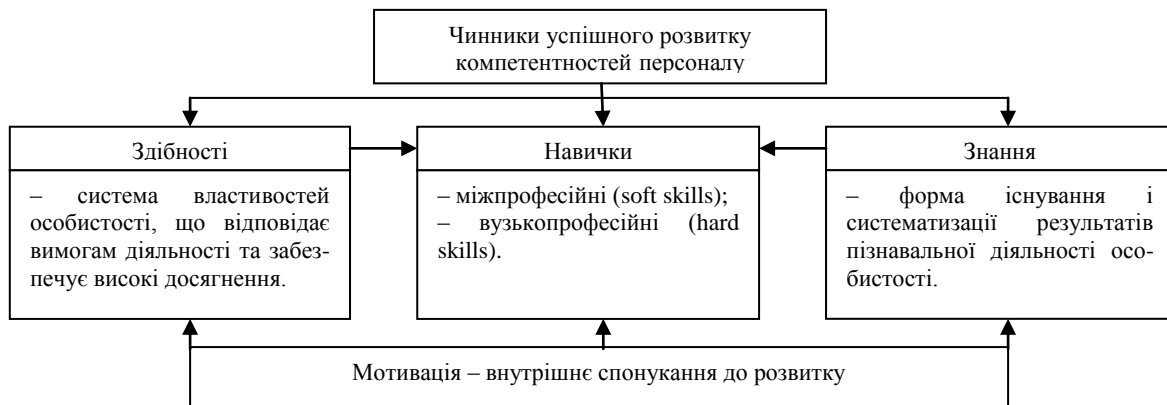 Чинники успішного розвитку
компетентностей персоналу
Здібності
– система властивостей
особистості, що відповідає
вимогам діяльності та забез-
печує високі досягнення.
Навички
– міжпрофесійні (soft skills);
– вузькопрофесійні (hard
skills).
Знання
– форма існування і
систематизації результатів
пізнавальної діяльності осо-
бистості.
Мотивація – внутрішнє спонукання до розвитку